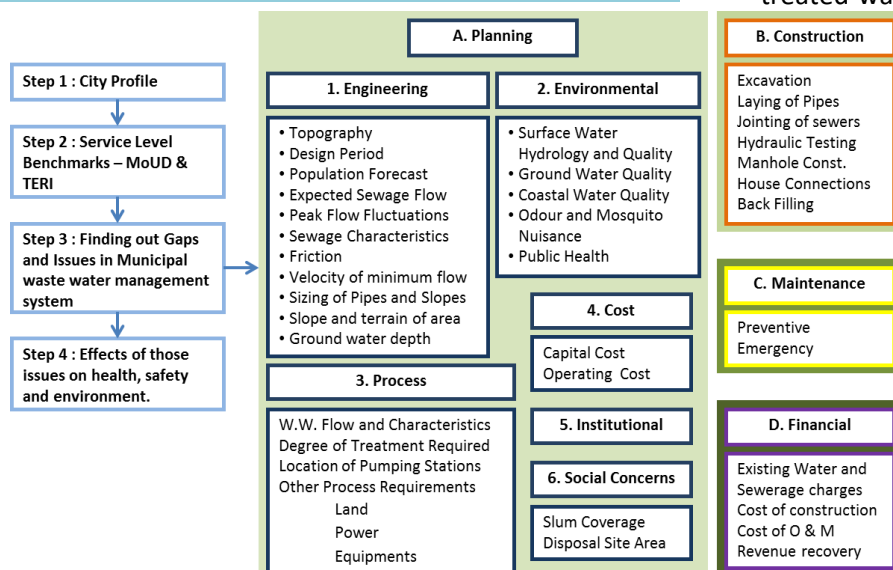 treated wa
Step 1 : City Profile
Step 2 : Service Level
Benchmarks – MoUD &
TERI
Step 3 : Finding out Gaps
and Issues in Municipal
waste water management
system
Step 4 : Effects of those
issues on health, safety
and environment.
A. Planning
1. Engineering
• Topography
• Design Period
• Population Forecast
• Expected Sewage Flow
• Peak Flow Fluctuations
• Sewage Characteristics
• Friction
• Velocity of minimum flow
• Sizing of Pipes and Slopes
• Slope and terrain of area
• Ground water depth
2. Environmental
• Surface Water
Hydrology and Quality
• Ground Water Quality
• Coastal Water Quality
• Odour and Mosquito
Nuisance
• Public Health
3. Process
W.W. Flow and Characteristics
Degree of Treatment Required
Location of Pumping Stations
Other Process Requirements
Land
Power
Equipments
4. Cost
Capital Cost
Operating Cost
5. Institutional
6. Social Concerns
Slum Coverage
Disposal Site Area
B. Construction
Excavation
Laying of Pipes
Jointing of sewers
Hydraulic Testing
Manhole Const.
House Connections
Back Filling
C. Maintenance
Preventive
Emergency
D. Financial
Existing Water and
Sewerage charges
Cost of construction
Cost of O & M
Revenue recovery